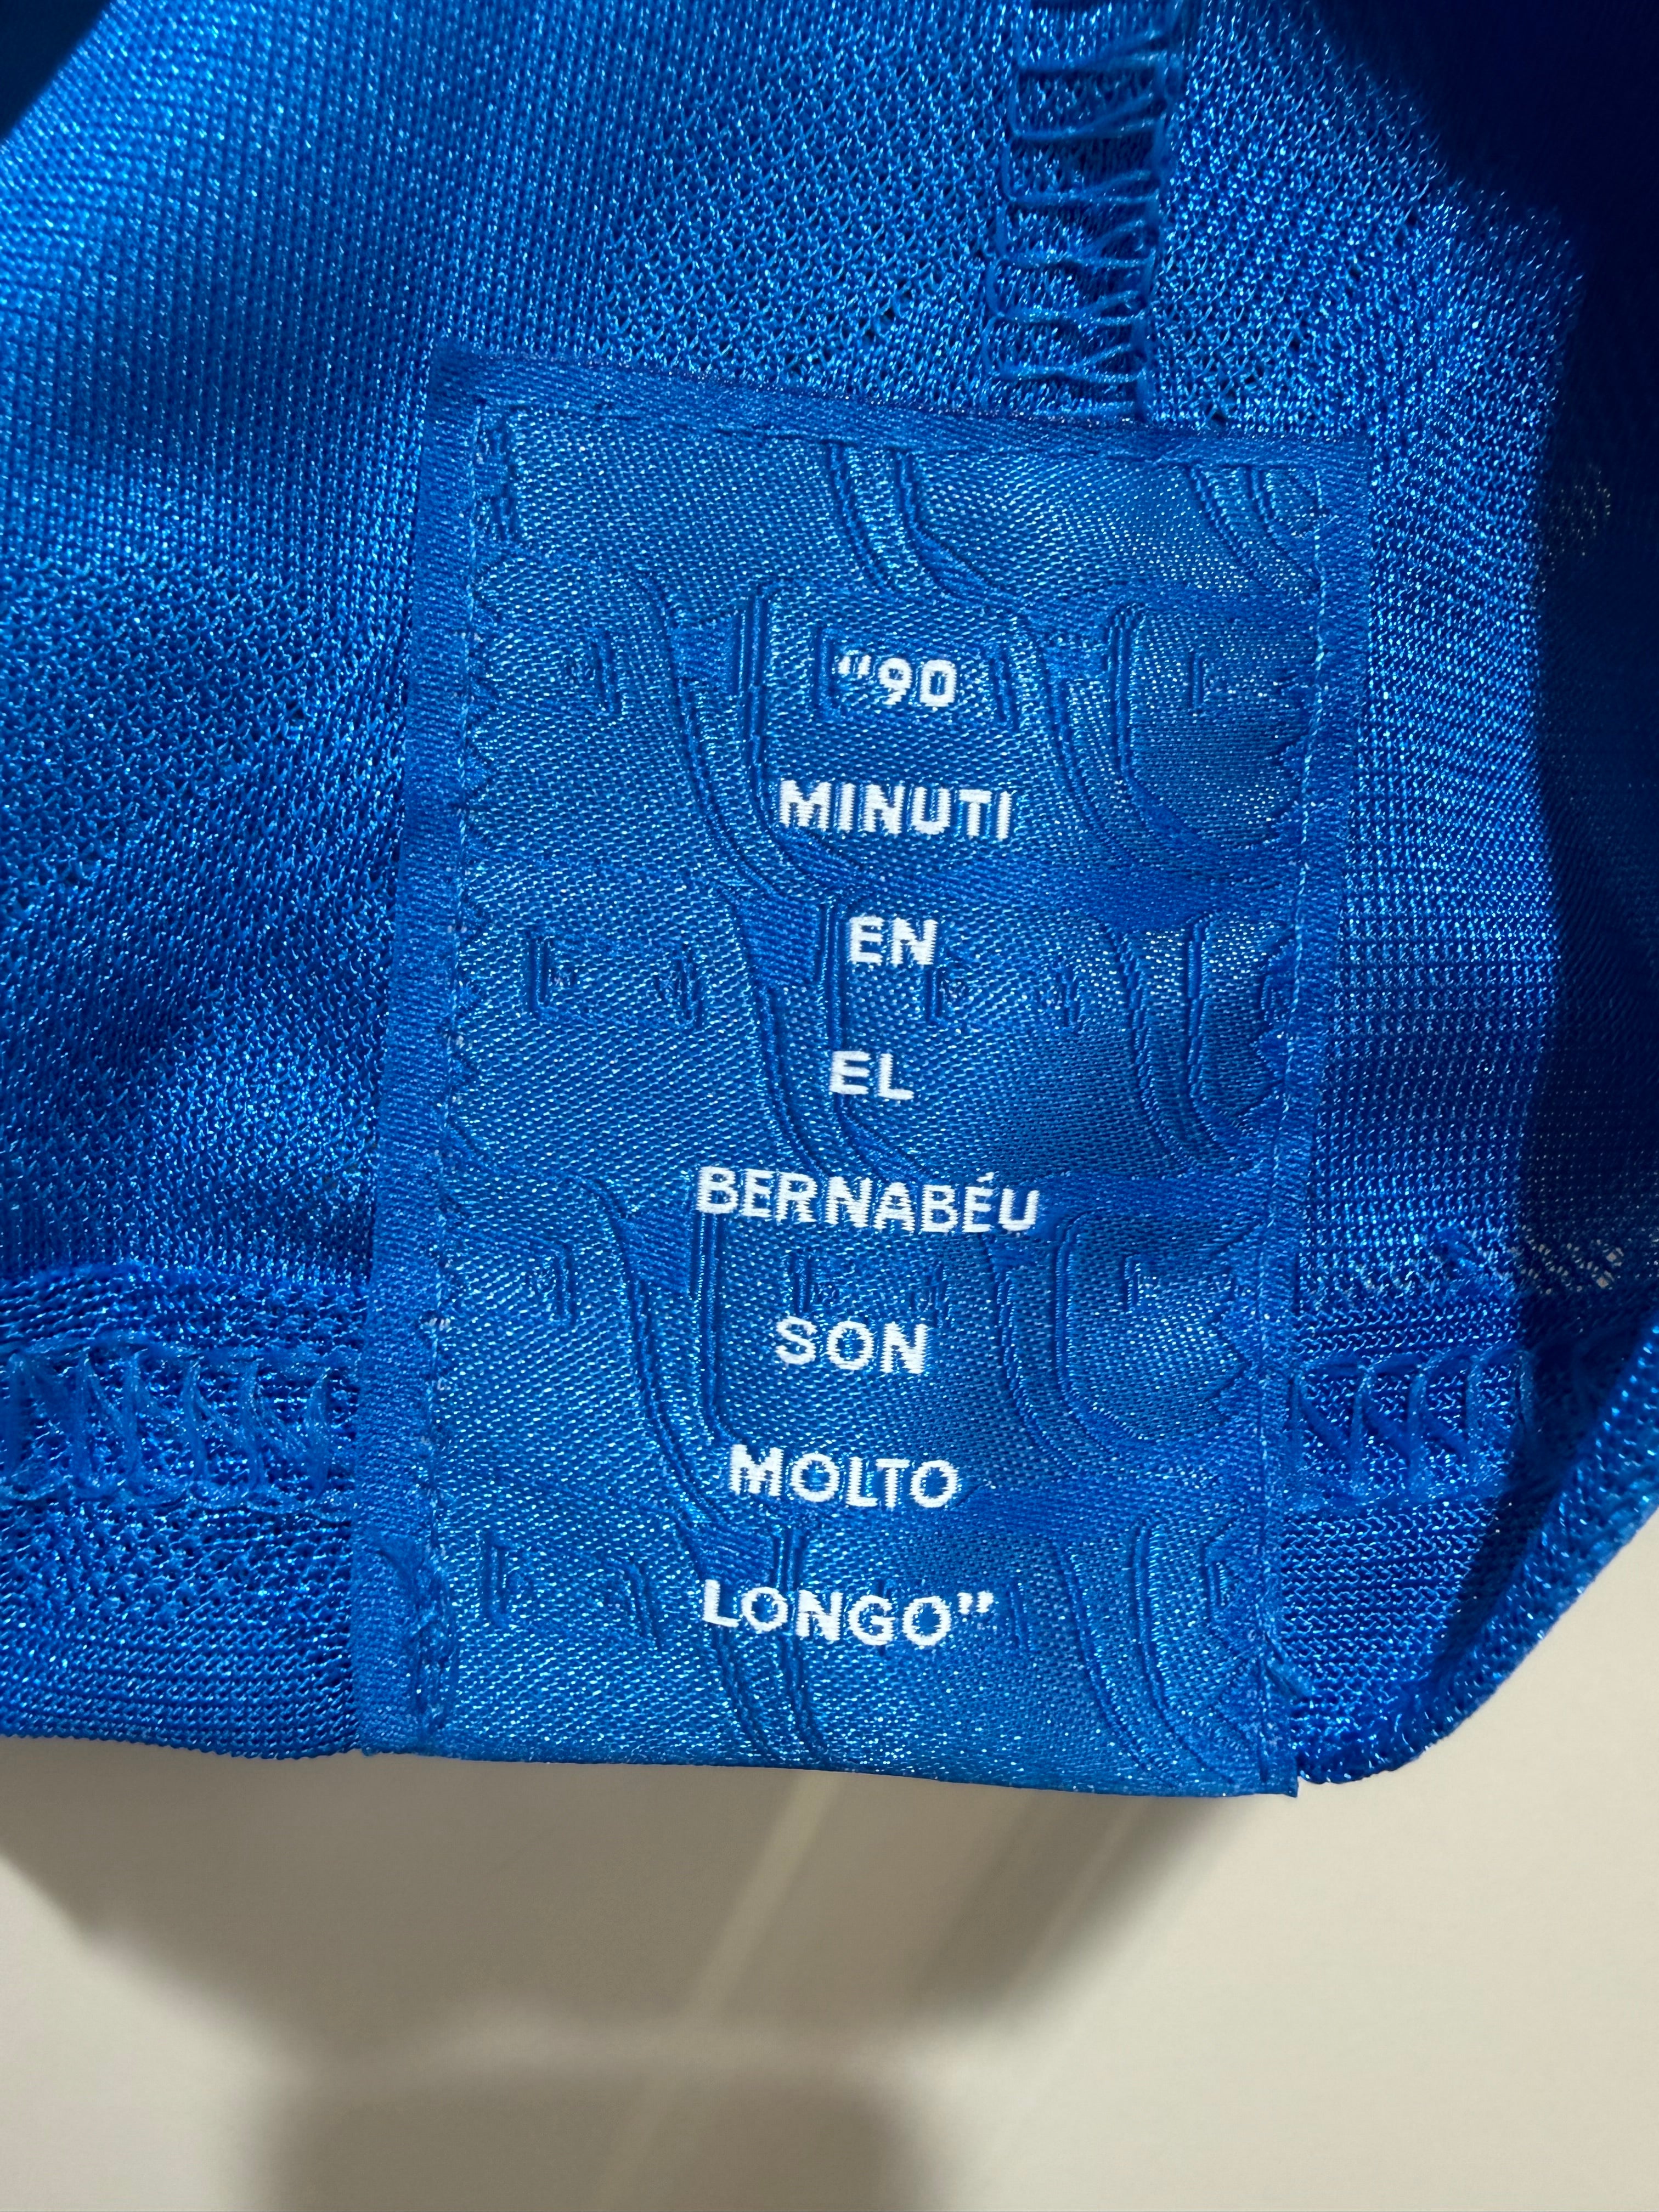 "90
MINUTI
EN
EL
BERNABÉU
SON
MOLTO
LONGO"